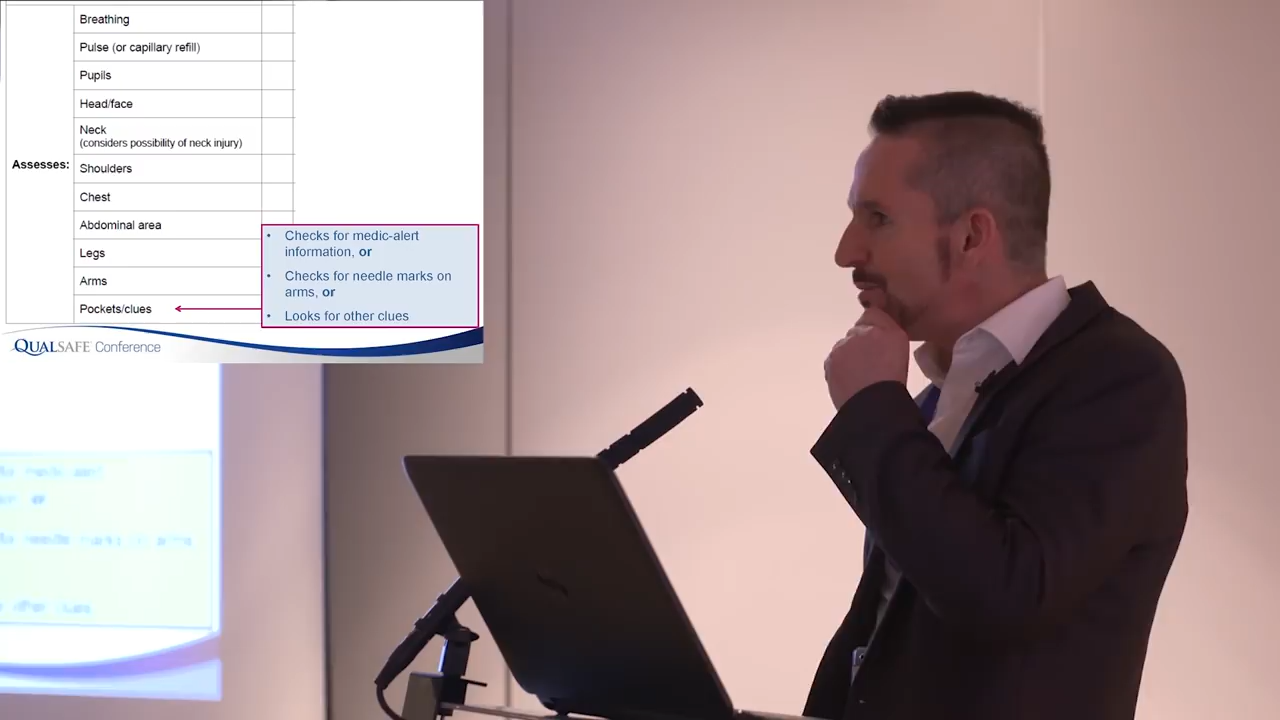 Breathing
Pulse (or capillary refill)
Pupils
Head/face
Neck
(considers possibility of neck injury)
Assesses:
Shoulders
Chest
Abdominal area
Legs
Arms
Pockets/clues
• Checks for medic-alert
information, or
• Checks for needle marks on
arms, or
• Looks for other clues
QUALSAFE Conference